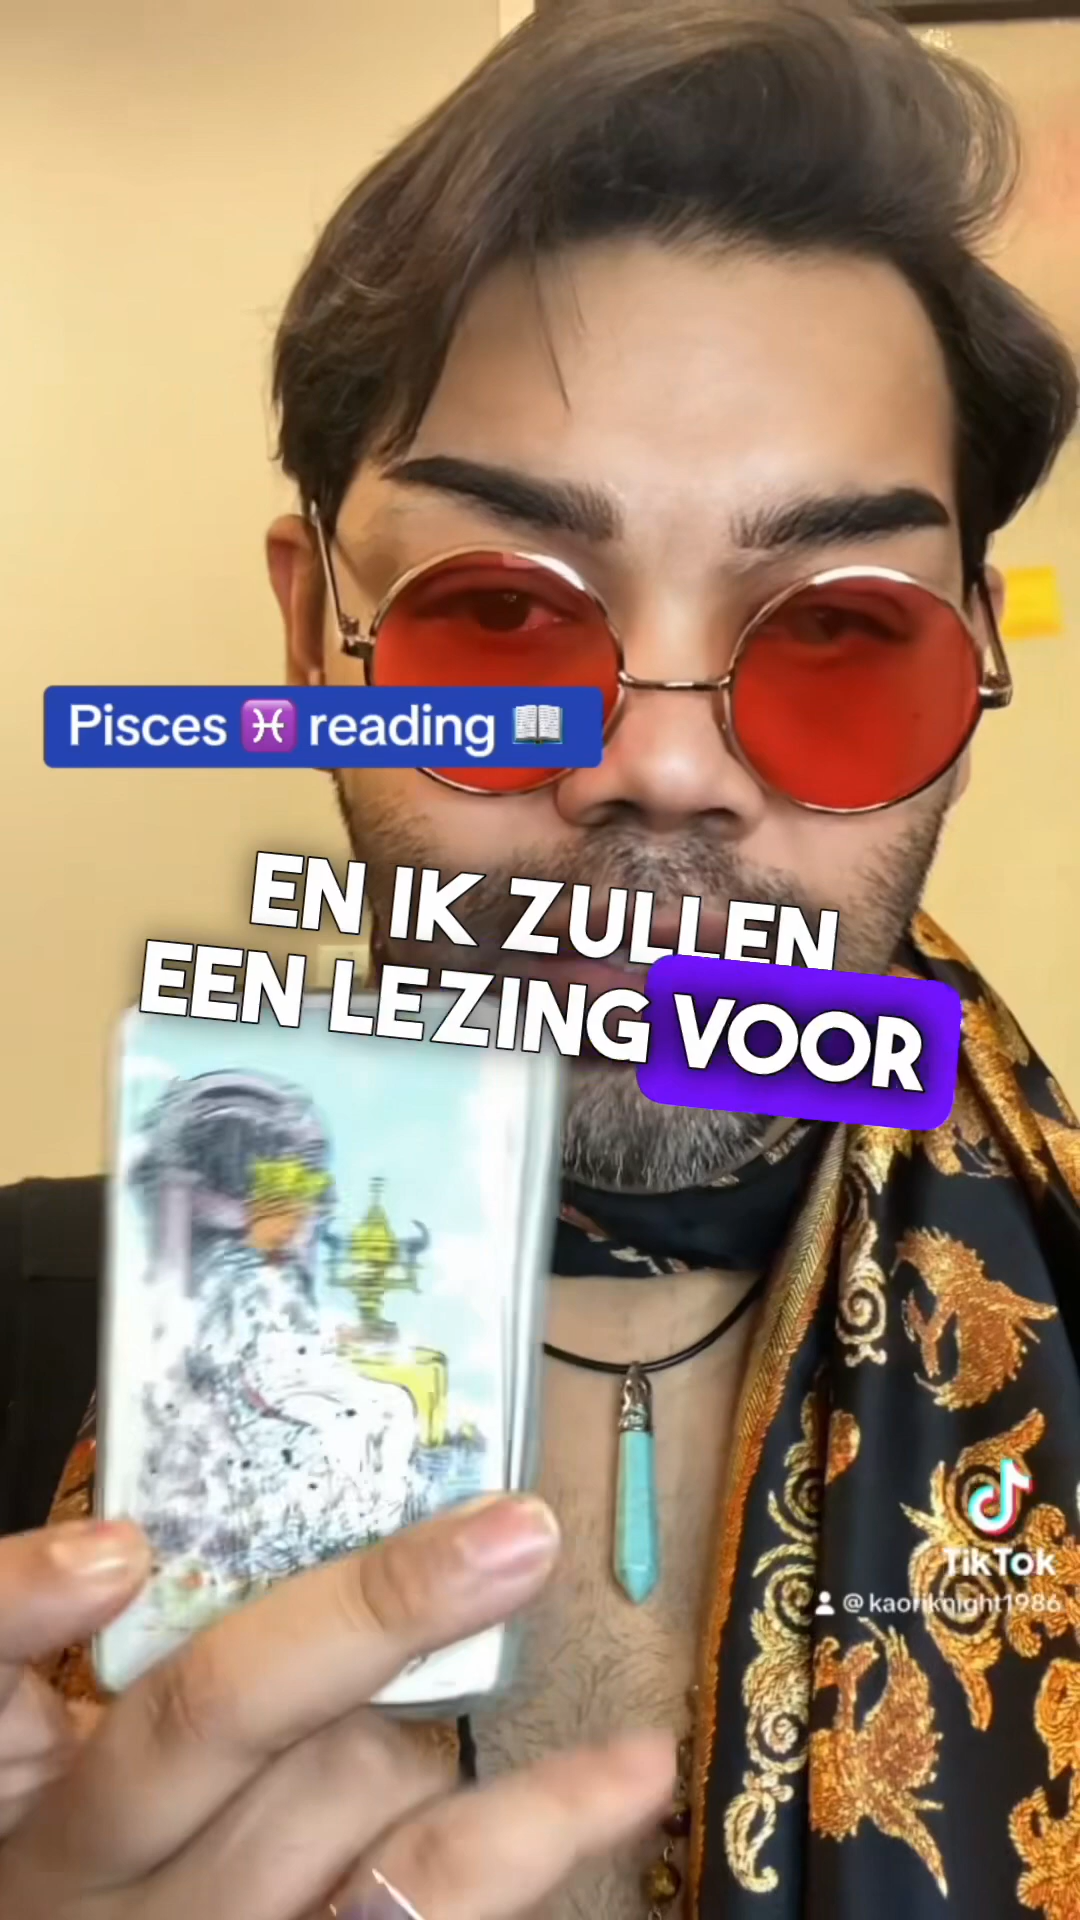 Pisces ♓ reading 📖
EN IK ZULLEN
EEN LEZING VOOR
TikTok
@kaoriknight1986